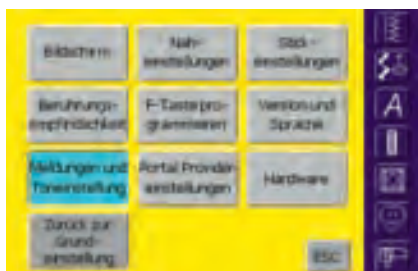 Bildschirm
Näh-
einstellungen
Stick-
einstellungen
Berührungs-
empfindlichkeit
F-Taste pro-
grammieren
Version und
Sprache
Meldungen und
Toneinstellung
Portal Provider-
einstellungen
Hardware
Zurück zur
Grund-
einstellung
ESC
A